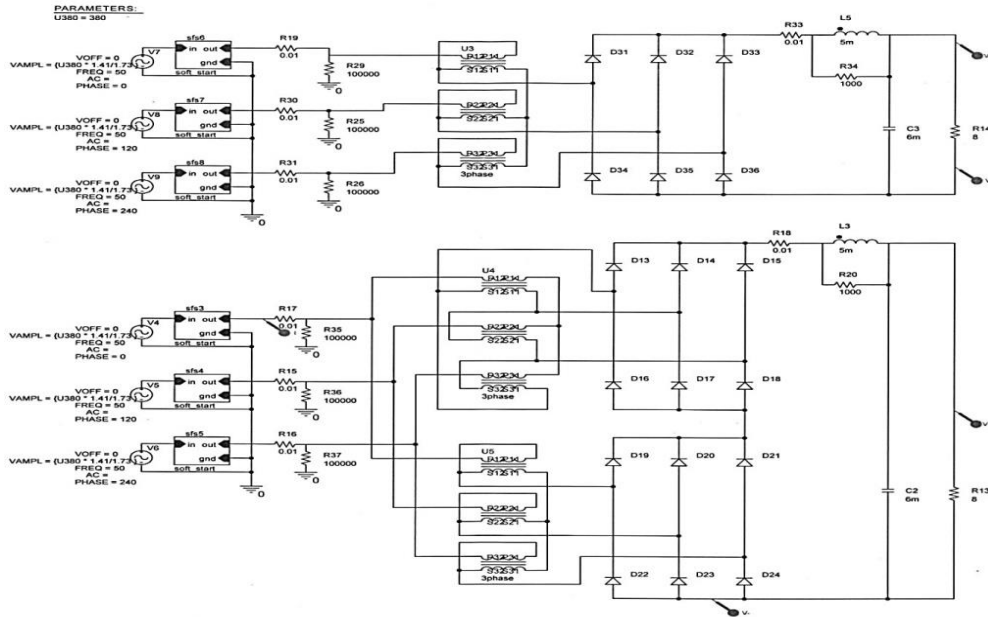 PARAMETERS:
U380 = 380
sfs6
V7
in out
gnd
soft_start
VOFF = 0
VAMPL = {U380 * 1.41/1.73}
FREQ = 50
AC =
PHASE = 0
R19
0.01
R29
100000
0
sfs7
V8
in out
gnd
soft_start
VOFF = 0
VAMPL = {U380 * 1.41/1.73}
FREQ = 50
AC =
PHASE = 120
R30
0.01
R25
100000
0
sfs8
V9
in out
gnd
soft_start
VOFF = 0
VAMPL = {U380 * 1.41/1.73}
FREQ = 50
AC =
PHASE = 240
R31
0.01
R26
100000
0
0
U3
3phase
D31
D32
D33
D34
D35
D36
R33
0.01
L5
5m
R34
1000
C3
6m
R14
8
sfs3
V4
in out
gnd
soft_start
VOFF = 0
VAMPL = {U380 * 1.41/1.73}
FREQ = 50
AC =
PHASE = 0
R17
0.01
R35
100000
0
sfs4
V5
in out
gnd
soft_start
VOFF = 0
VAMPL = {U380 * 1.41/1.73}
FREQ = 50
AC =
PHASE = 120
R15
0.01
R36
100000
0
sfs5
V6
in out
gnd
soft_start
VOFF = 0
VAMPL = {U380 * 1.41/1.73}
FREQ = 50
AC =
PHASE = 240
R16
0.01
R37
100000
0
0
U4
3phase
U5
3phase
D13
D14
D15
D16
D17
D18
D19
D20
D21
D22
D23
D24
R18
0.01
L3
5m
R20
1000
C2
6m
R13
8
V-